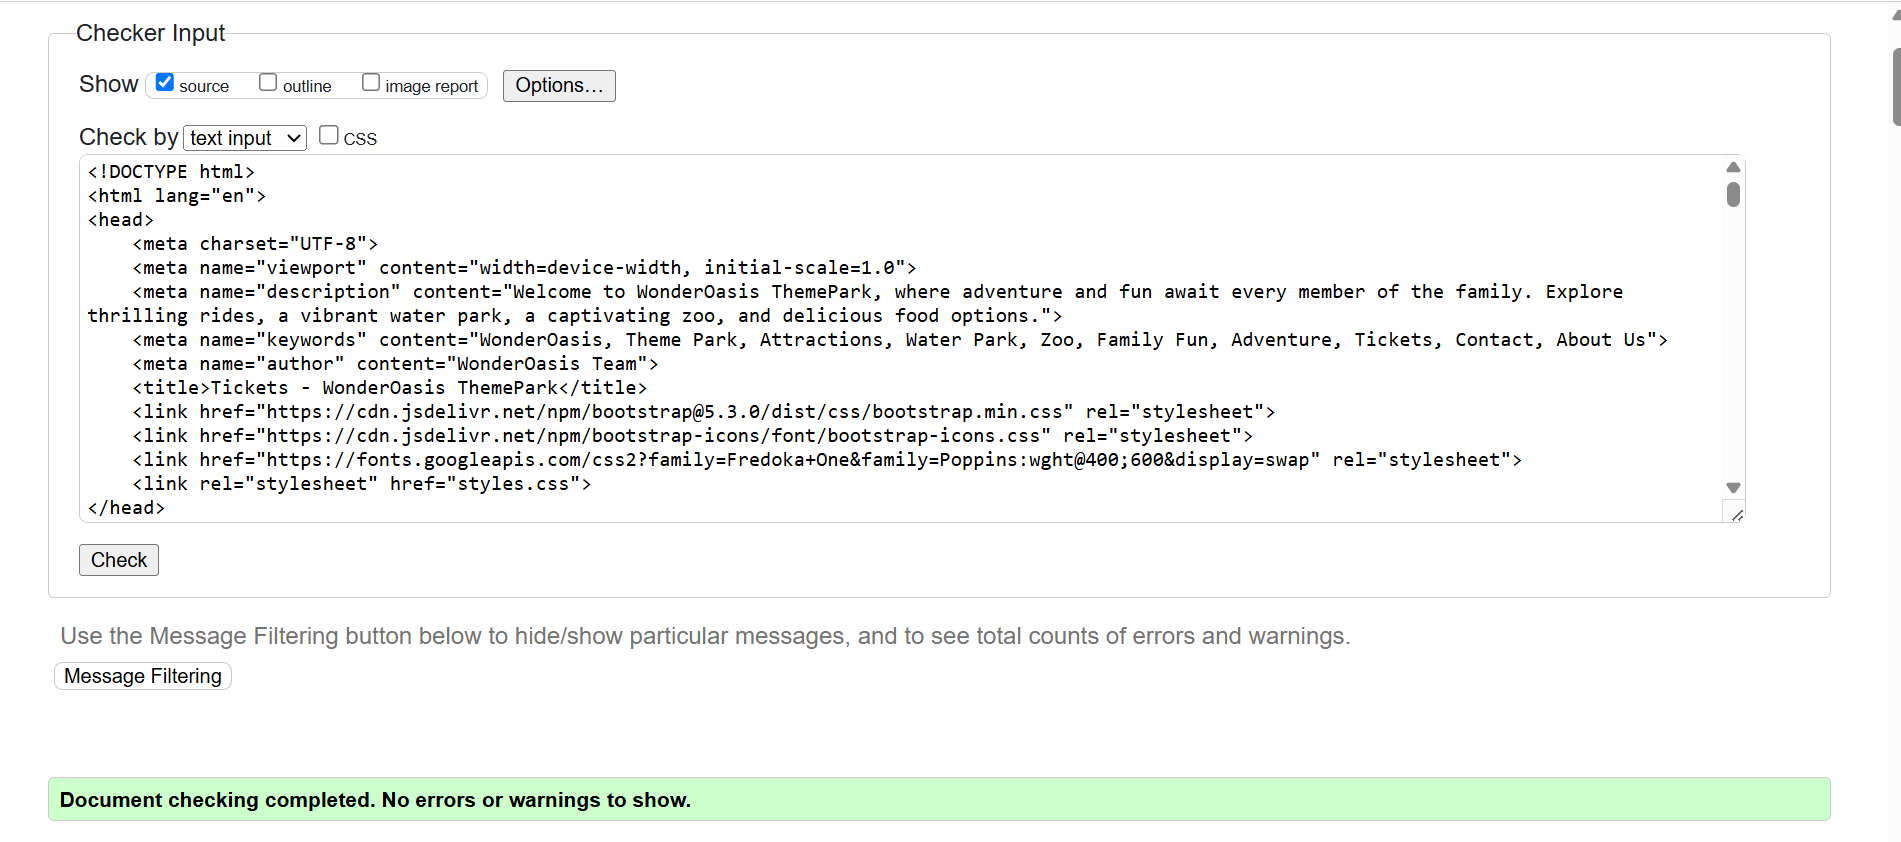 Checker Input
Show source outline image report Options...
Check by text input CSS
<!DOCTYPE html>
<html lang="en">
<head>
    <meta charset="UTF-8">
    <meta name="viewport" content="width=device-width, initial-scale=1.0">
    <meta name="description" content="Welcome to WonderOasis ThemePark, where adventure and fun await every member of the family. Explore
thrilling rides, a vibrant water park, a captivating zoo, and delicious food options.">
    <meta name="keywords" content="WonderOasis, Theme Park, Attractions, Water Park, Zoo, Family Fun, Adventure, Tickets, Contact, About Us">
    <meta name="author" content="WonderOasis Team">
    <title>Tickets - WonderOasis ThemePark</title>
    <link href="https://cdn.jsdelivr.net/npm/bootstrap@5.3.0/dist/css/bootstrap.min.css" rel="stylesheet">
    <link href="https://cdn.jsdelivr.net/npm/bootstrap-icons/font/bootstrap-icons.css" rel="stylesheet">
    <link href="https://fonts.googleapis.com/css2?family=Fredoka+One&family=Poppins:wght@400;600&display=swap" rel="stylesheet">
    <link rel="stylesheet" href="styles.css">
</head>
Check
Use the Message Filtering button below to hide/show particular messages, and to see total counts of errors and warnings.
Message Filtering
Document checking completed. No errors or warnings to show.